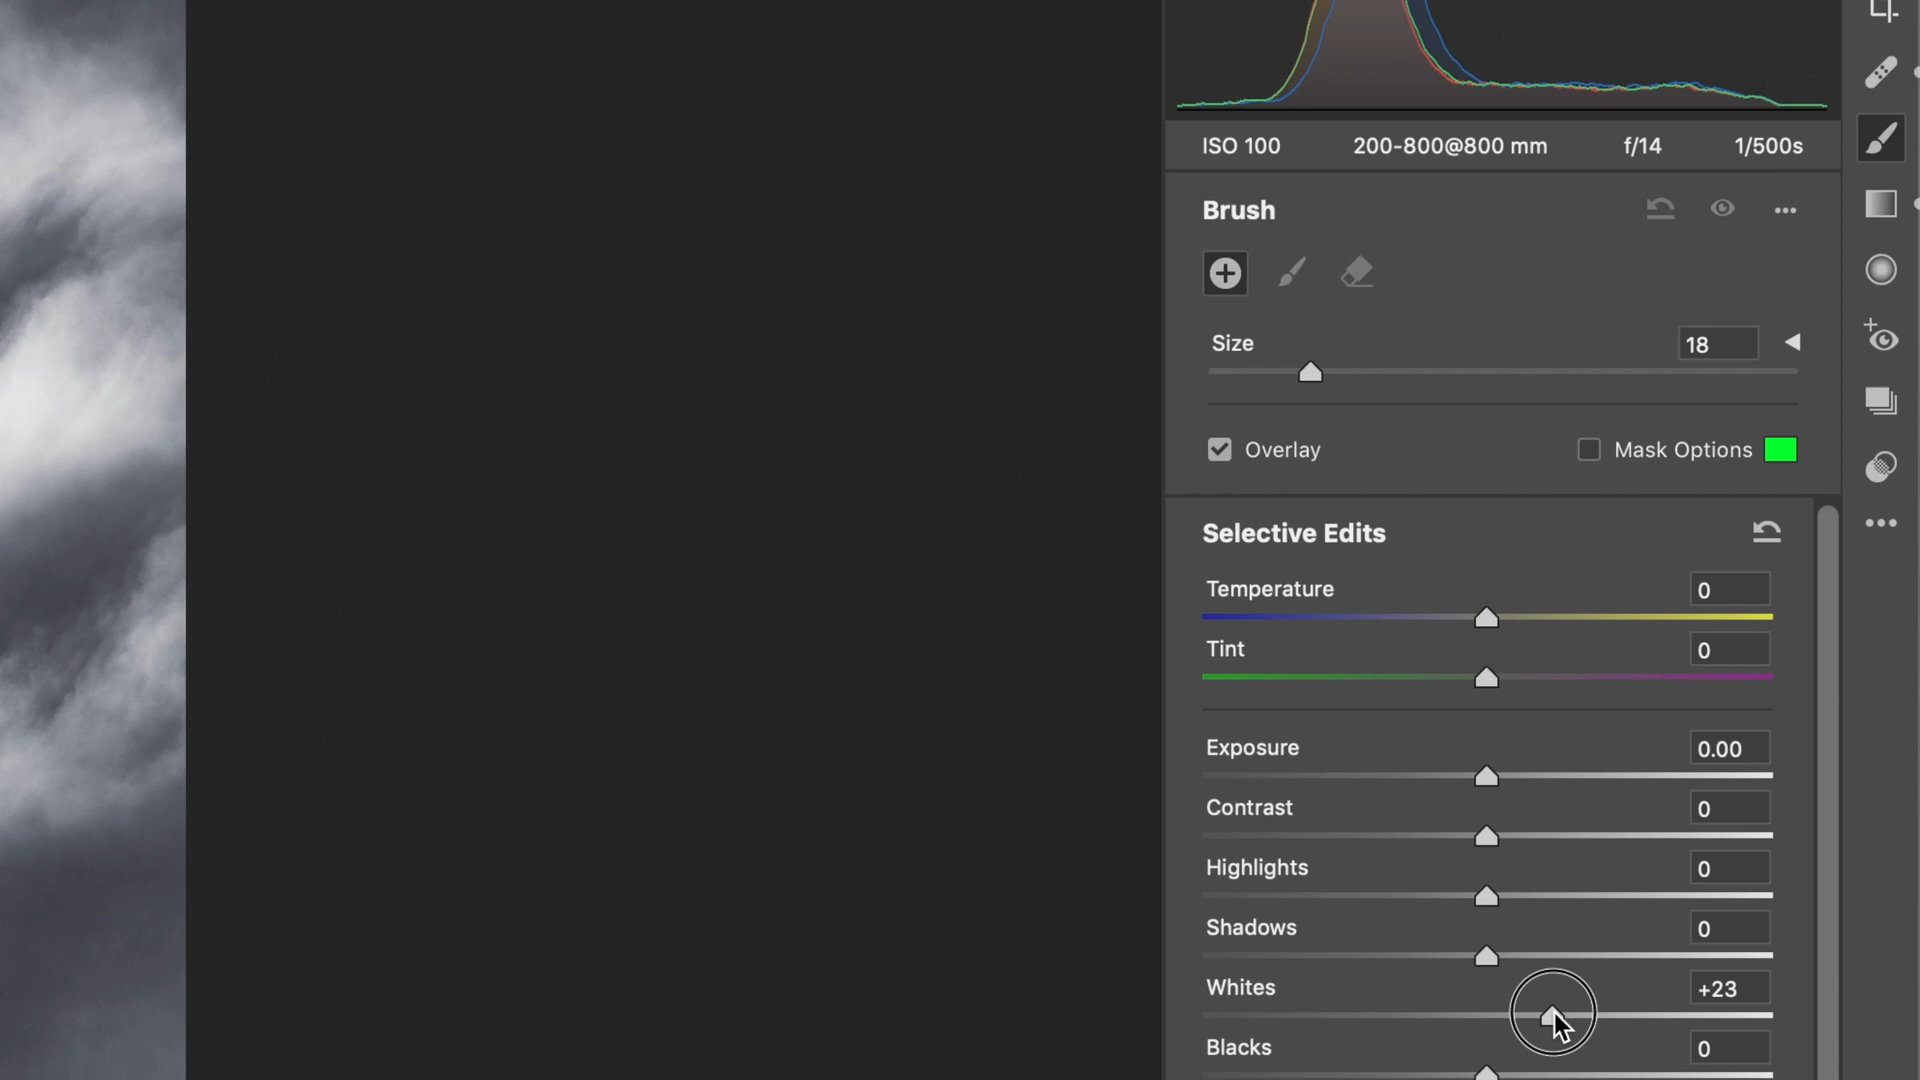 ISO 100 200-800@800 mm f/14 1/500s
Brush
Size 18
Overlay Mask Options
Selective Edits
Temperature 0
Tint 0
Exposure 0.00
Contrast 0
Highlights 0
Shadows 0
Whites +23
Blacks 0